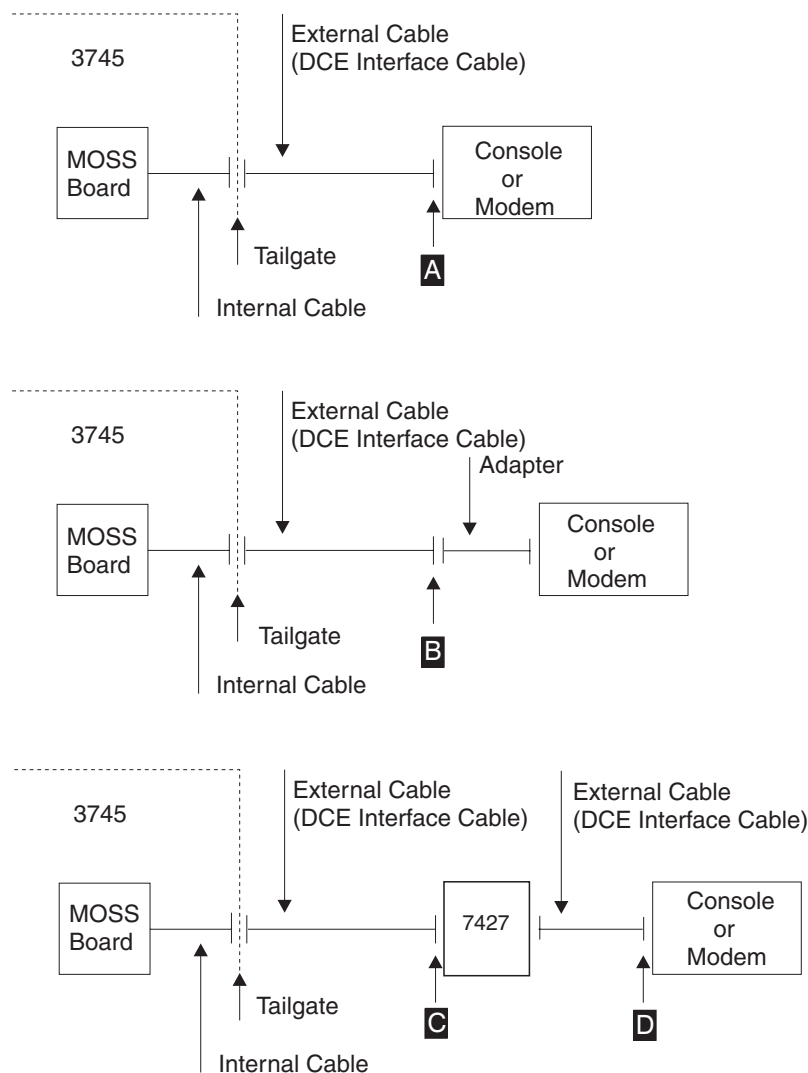 External Cable
(DCE Interface Cable)
3745
MOSS
Board
Console
or
Modem
Tailgate
A
Internal Cable
External Cable
(DCE Interface Cable)
3745
Adapter
MOSS
Board
Console
or
Modem
Tailgate
B
Internal Cable
External Cable
(DCE Interface Cable)
External Cable
(DCE Interface Cable)
3745
MOSS
Board
7427
Console
or
Modem
Tailgate
C
D
Internal Cable